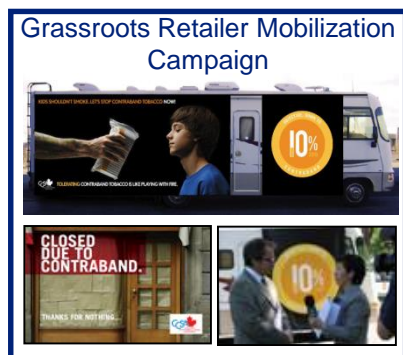 Grassroots Retailer Mobilization
Campaign
KIDS SHOULDN'T SMOKE. LET'S STOP CONTRABAND TOBACCO NOW!
10%
CONTRABAND
TOLERATING CONTRABAND TOBACCO IS LIKE PLAYING WITH FIRE.
CLOSED
DUE TO
CONTRABAND.
THANKS FOR NOTHING...
10%